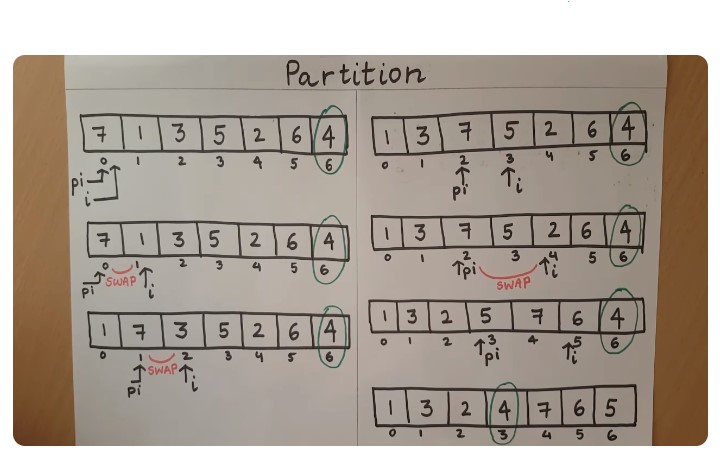 Partition
7 1 3 5 2 6 4
0 1 2 3 4 5 6
pi
i
7 1 3 5 2 6 4
0 1 2 3 4 5 6
pi SWAP i
1 7 3 5 2 6 4
0 1 2 3 4 5 6
pi SWAP i
1 3 7 5 2 6 4
0 1 2 3 4 5 6
pi i
1 3 7 5 2 6 4
0 1 2 3 4 5 6
pi SWAP i
1 3 2 5 7 6 4
0 1 2 3 4 5 6
pi i
1 3 2 4 7 6 5
0 1 2 3 4 5 6